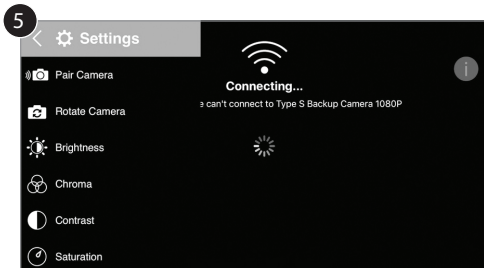 5
Settings
Pair Camera
Rotate Camera
Brightness
Chroma
Contrast
Saturation
i
Connecting...
can't connect to Type S Backup Camera 1080P